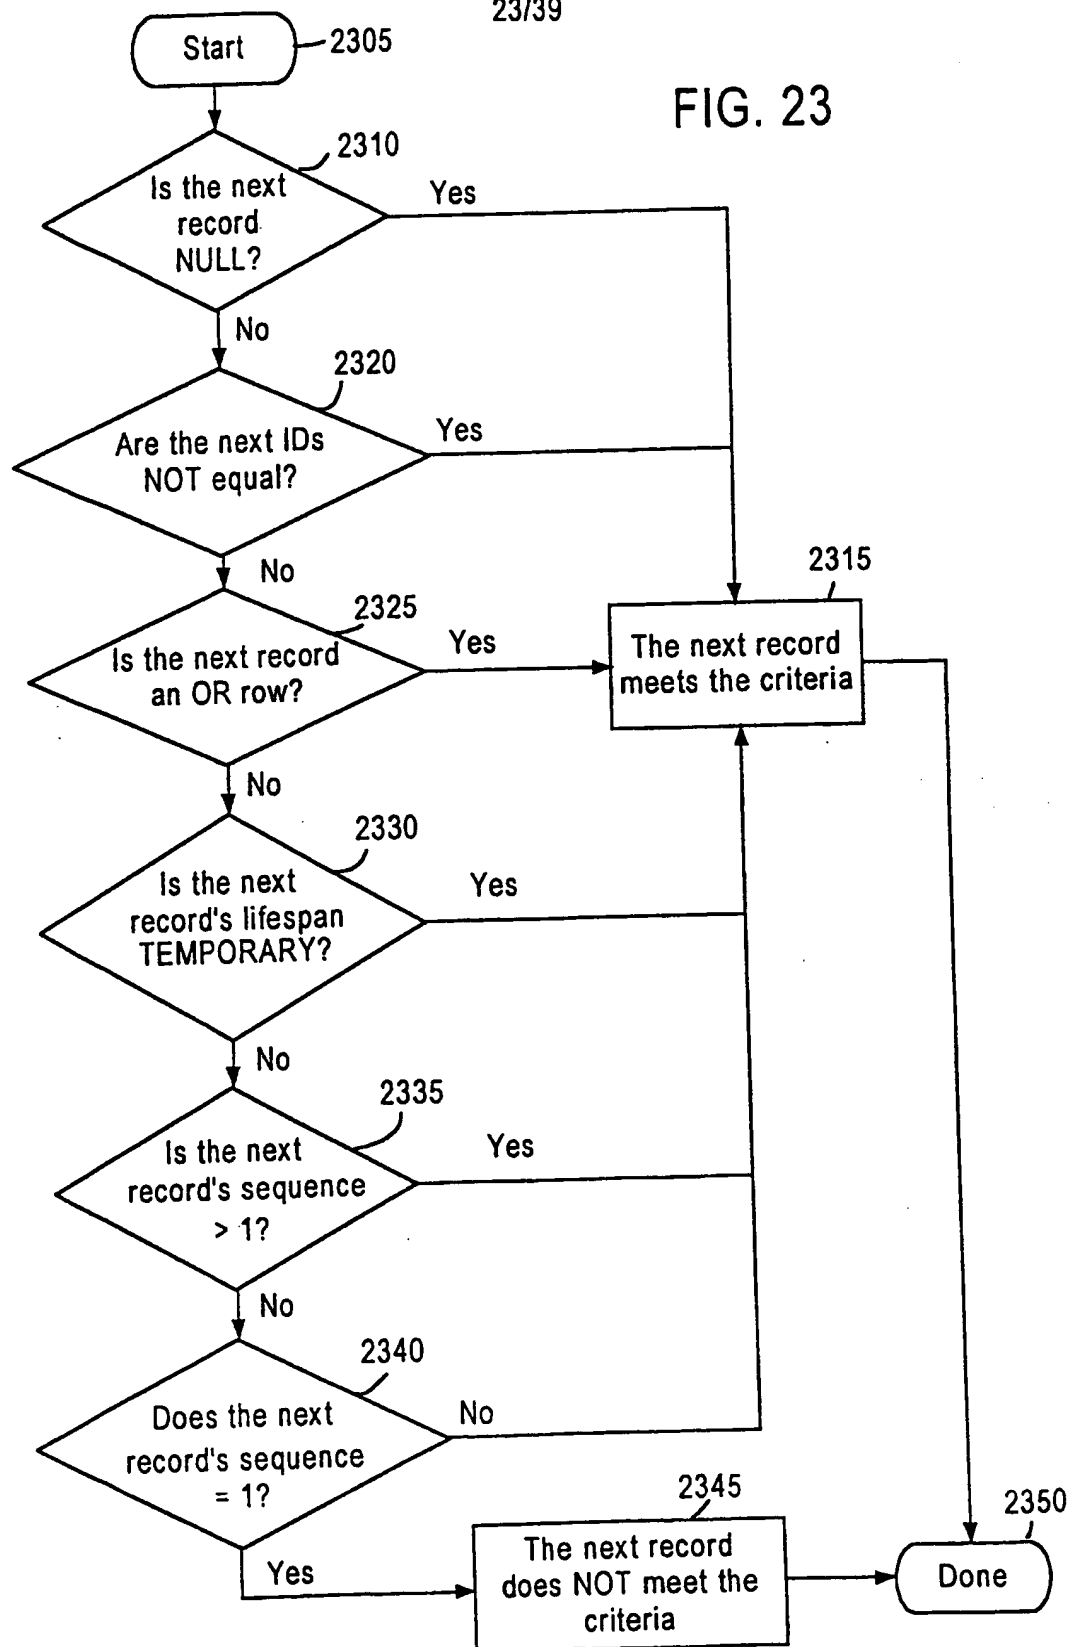 23/39
Start
2305
FIG. 23
2310
Is the next
record
NULL?
Yes
No
2320
Are the next IDs
NOT equal?
Yes
No
2315
2325
Is the next record
an OR row?
Yes
The next record
meets the criteria
No
2330
Is the next
record's lifespan
TEMPORARY?
Yes
No
2335
Is the next
record's sequence
> 1?
Yes
No
2340
Does the next
record's sequence
= 1?
No
Yes
2345
The next record
does NOT meet the
criteria
2350
Done